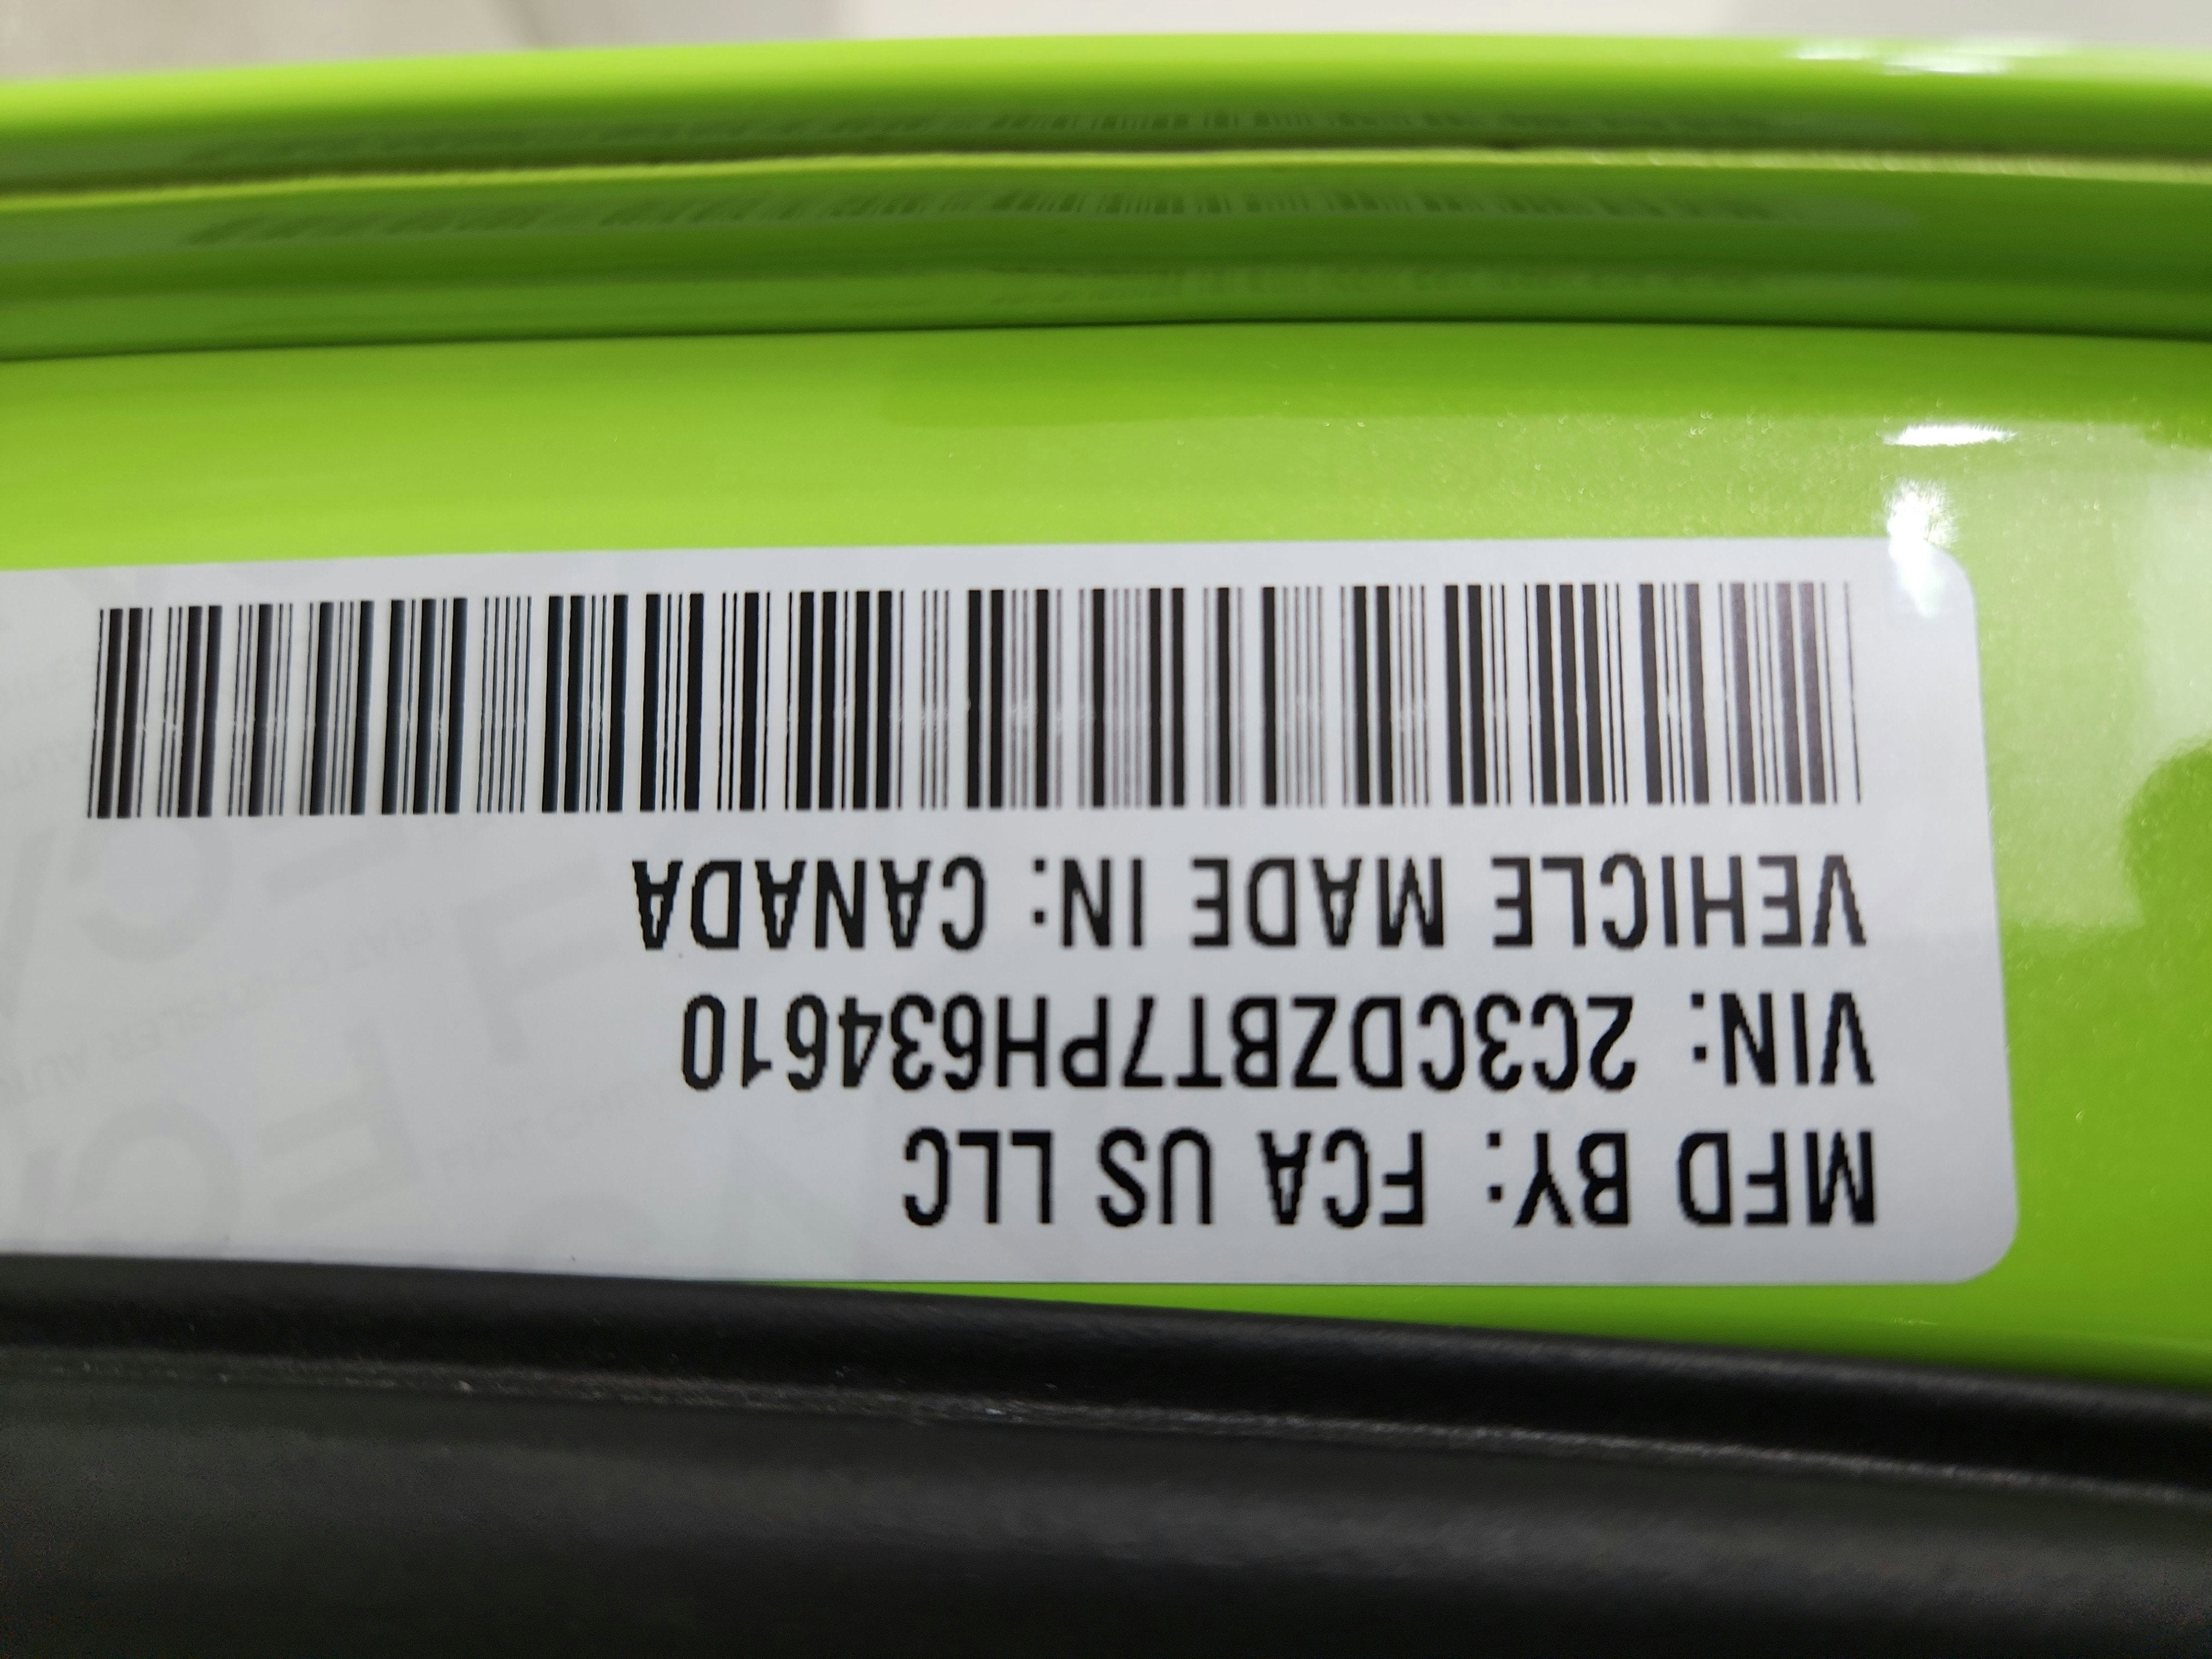 MFD BY: FCA US LLC
VIN: 2C3CDZBT7PH634610
VEHICLE MADE IN: CANADA